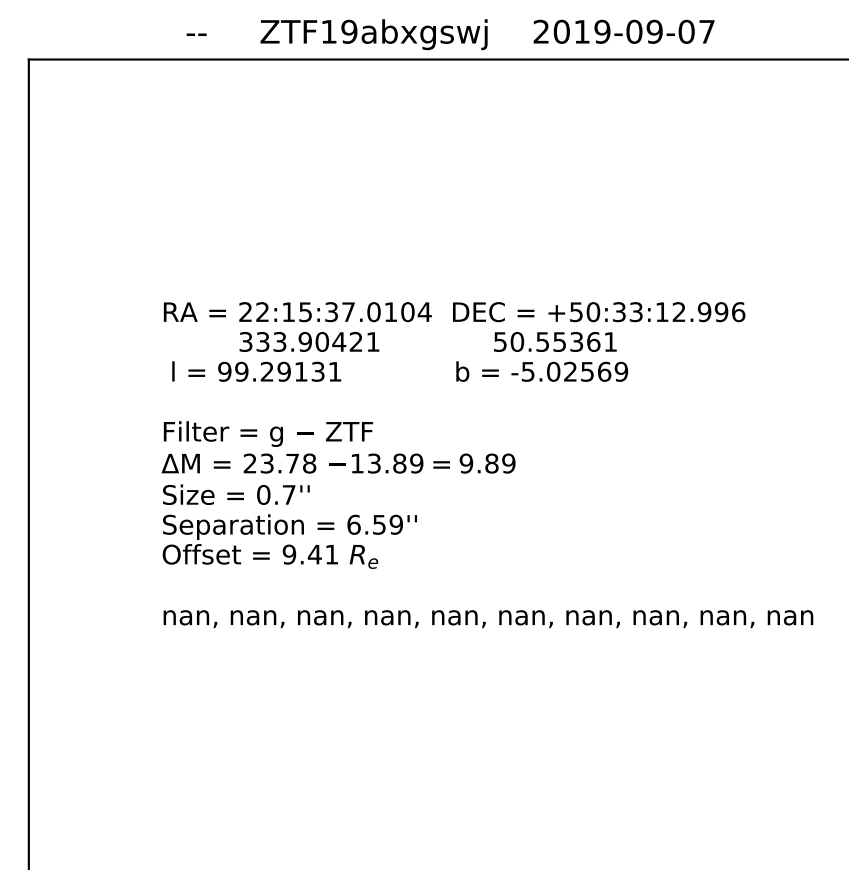 -- ZTF19abxgswj 2019-09-07
RA = 22:15:37.0104 DEC = +50:33:12.996
333.90421 50.55361
l = 99.29131 b = -5.02569
Filter = g − ZTF
ΔM = 23.78 −13.89 = 9.89
Size = 0.7''
Separation = 6.59''
Offset = 9.41 Re
nan, nan, nan, nan, nan, nan, nan, nan, nan, nan